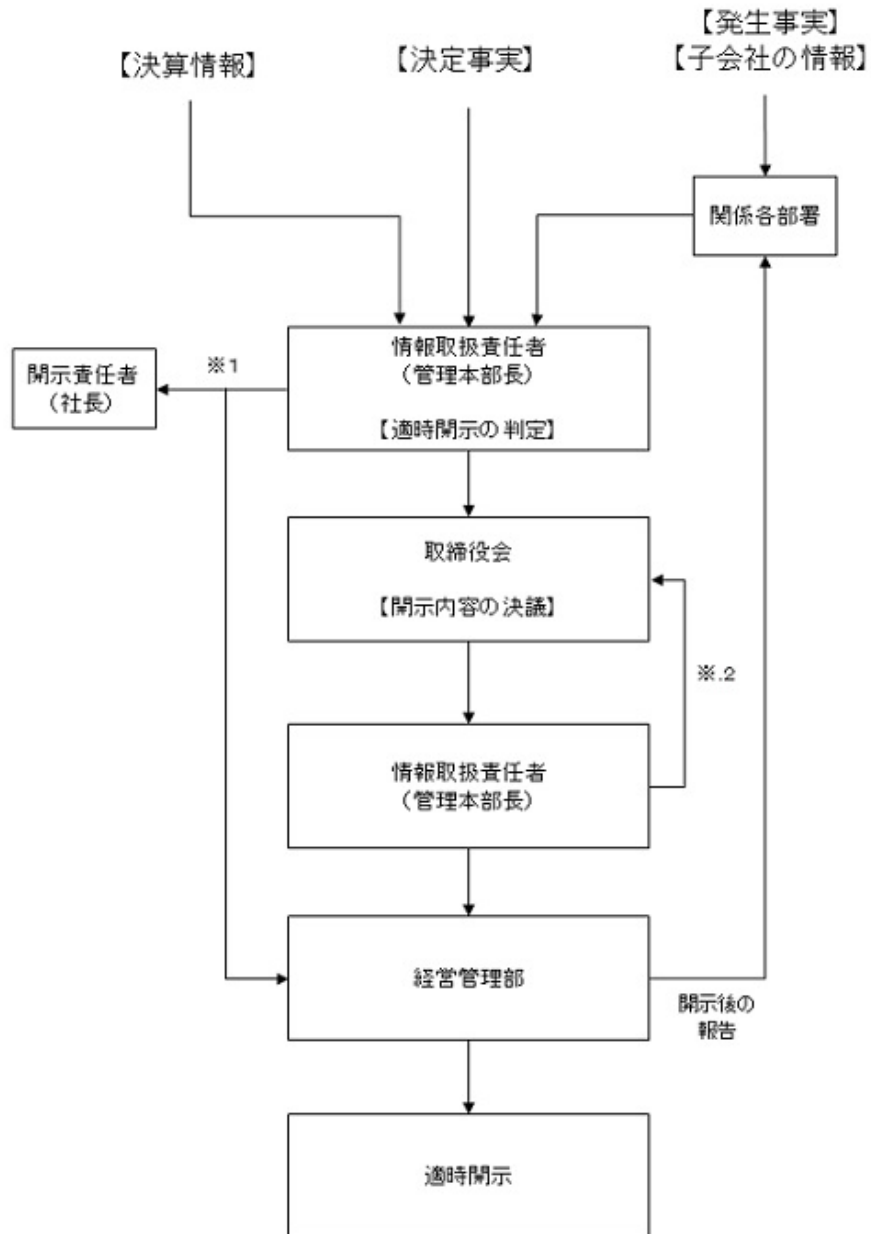 【決算情報】
【決定事実】
【発生事実】
【子会社の情報】
関係各部署
情報取扱責任者
（管理本部長）
【適時開示の判定】
※1
開示責任者
（社長）
取締役会
【開示内容の決議】
※.2
情報取扱責任者
（管理本部長）
経営管理部
開示後の
報告
適時開示